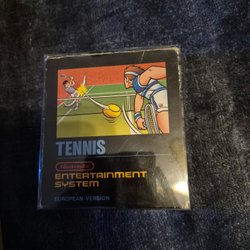 TENNIS
Nintendo
ENTERTAINMENT
SYSTEM
EUROPEAN VERSION